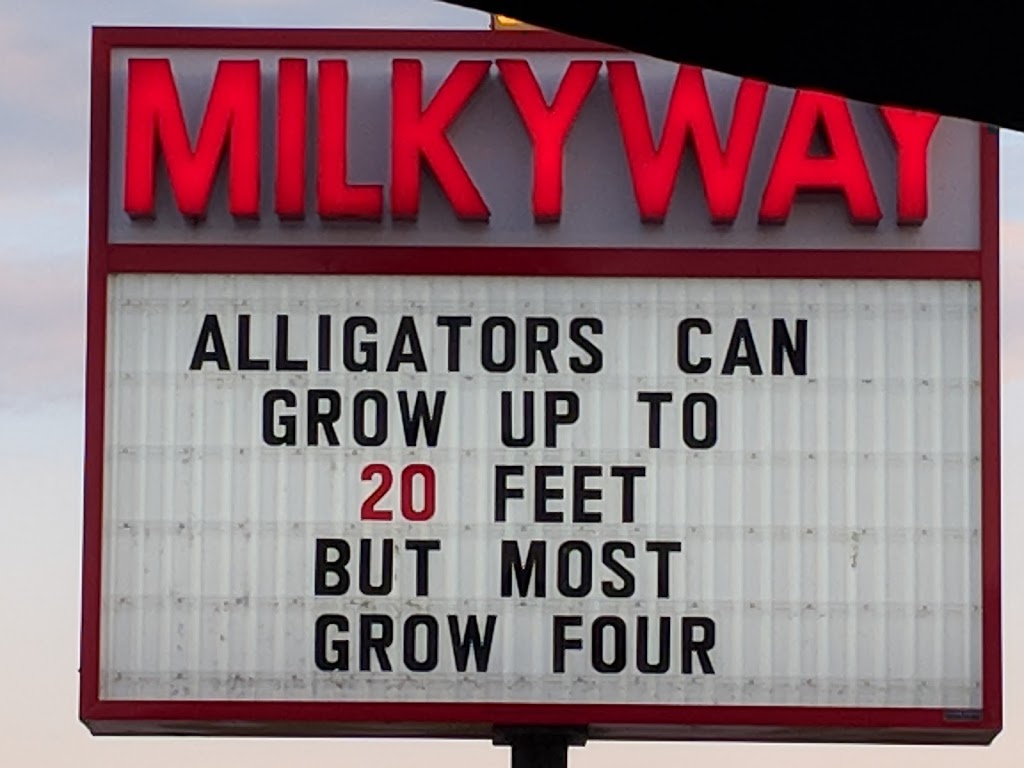 MILKYWAY
ALLIGATORS CAN
GROW UP TO
20 FEET
BUT MOST
GROW FOUR